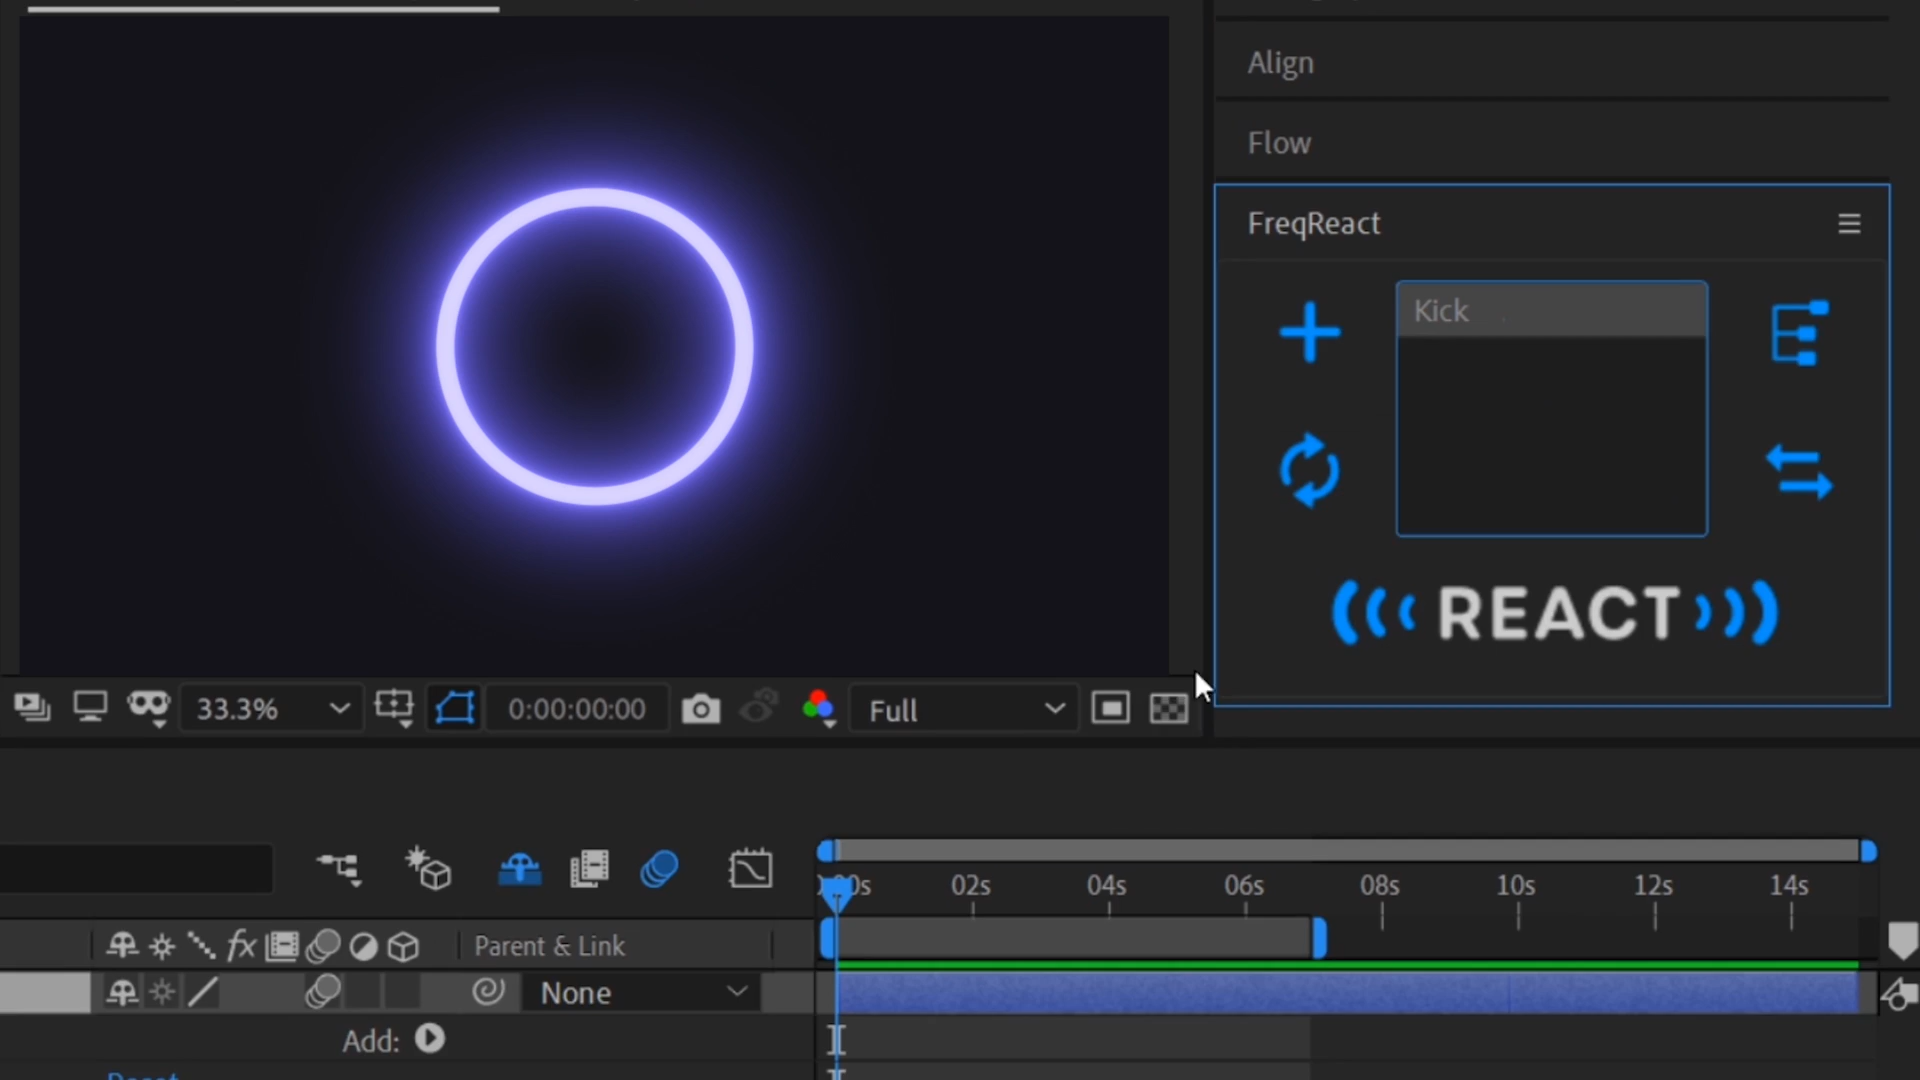 Align
Flow
FreqReact
Kick
REACT
33.3%
0:00:00:00
Full
02s
04s
06s
08s
10s
12s
14s
fx
Parent & Link
None
Add: